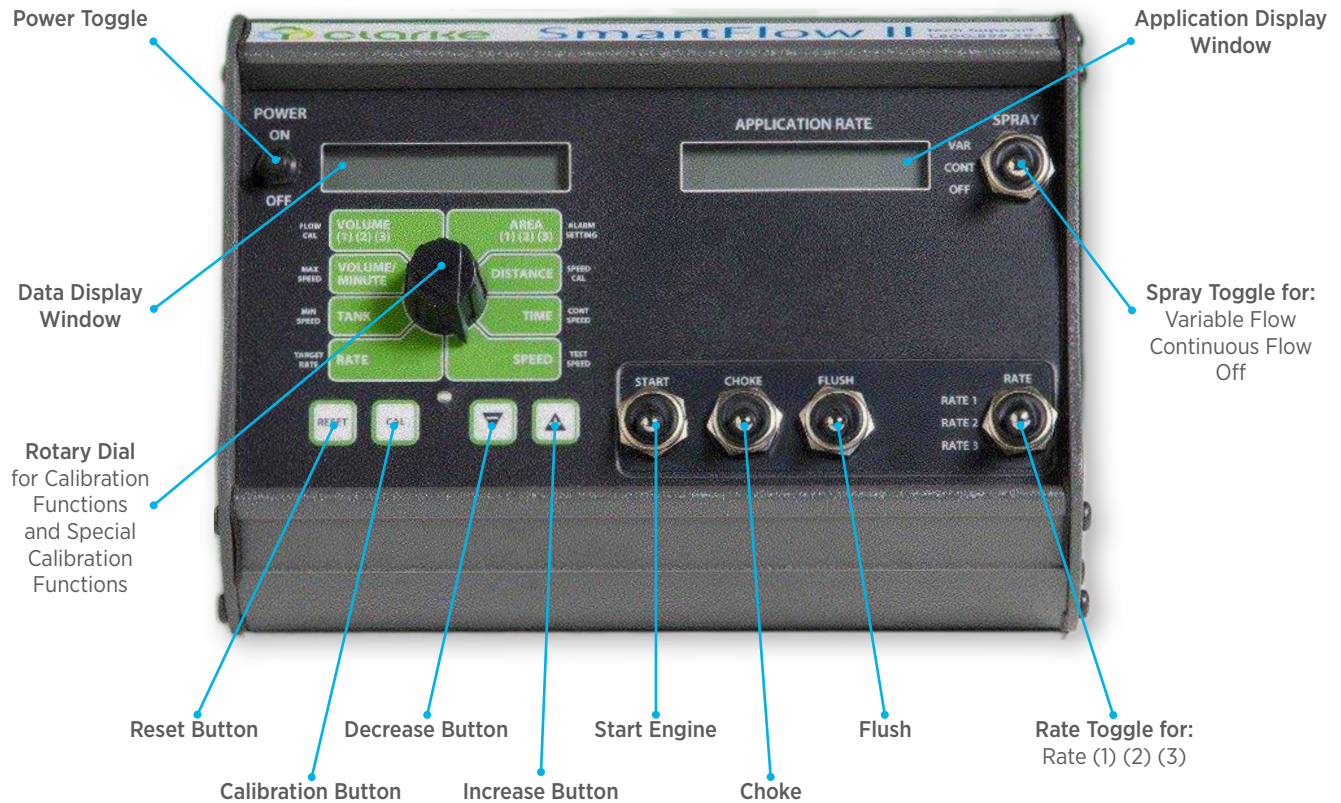 Power Toggle
Application Display
Window
clarke SmartFlow II Tech Support
POWER
ON
OFF
APPLICATION RATE
SPRAY
VAR
CONT
OFF
FLOW
CAL
VOLUME
(1) (2) (3)
AREA
(1) (2) (3)
ALARM
SETTING
MAX
SPEED
VOLUME/
MINUTE
DISTANCE
SPEED
CAL
MIN
SPEED
TANK
TIME
CONT
SPEED
TARGET
RATE
RATE
SPEED
TEST
SPEED
Data Display
Window
Spray Toggle for:
Variable Flow
Continuous Flow
Off
RESET
CAL
START
CHOKE
FLUSH
RATE
RATE 1
RATE 2
RATE 3
Rotary Dial
for Calibration
Functions
and Special
Calibration
Functions
Reset Button
Decrease Button
Start Engine
Flush
Rate Toggle for:
Rate (1) (2) (3)
Calibration Button
Increase Button
Choke